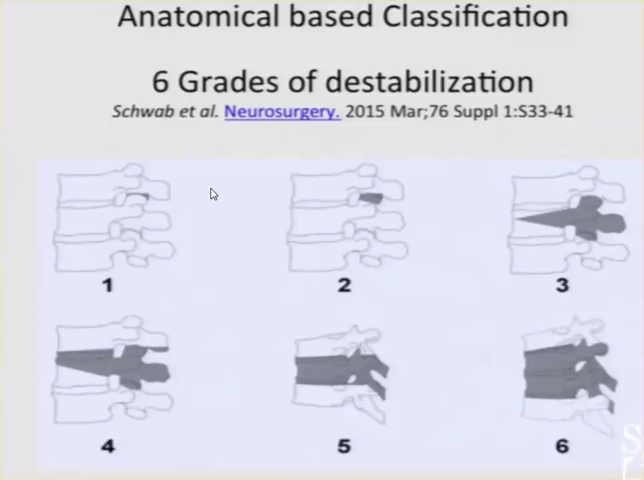 Anatomical based Classification
6 Grades of destabilization
Schwab et al. Neurosurgery. 2015 Mar;76 Suppl 1:S33-41
1 2 3
4 5 6